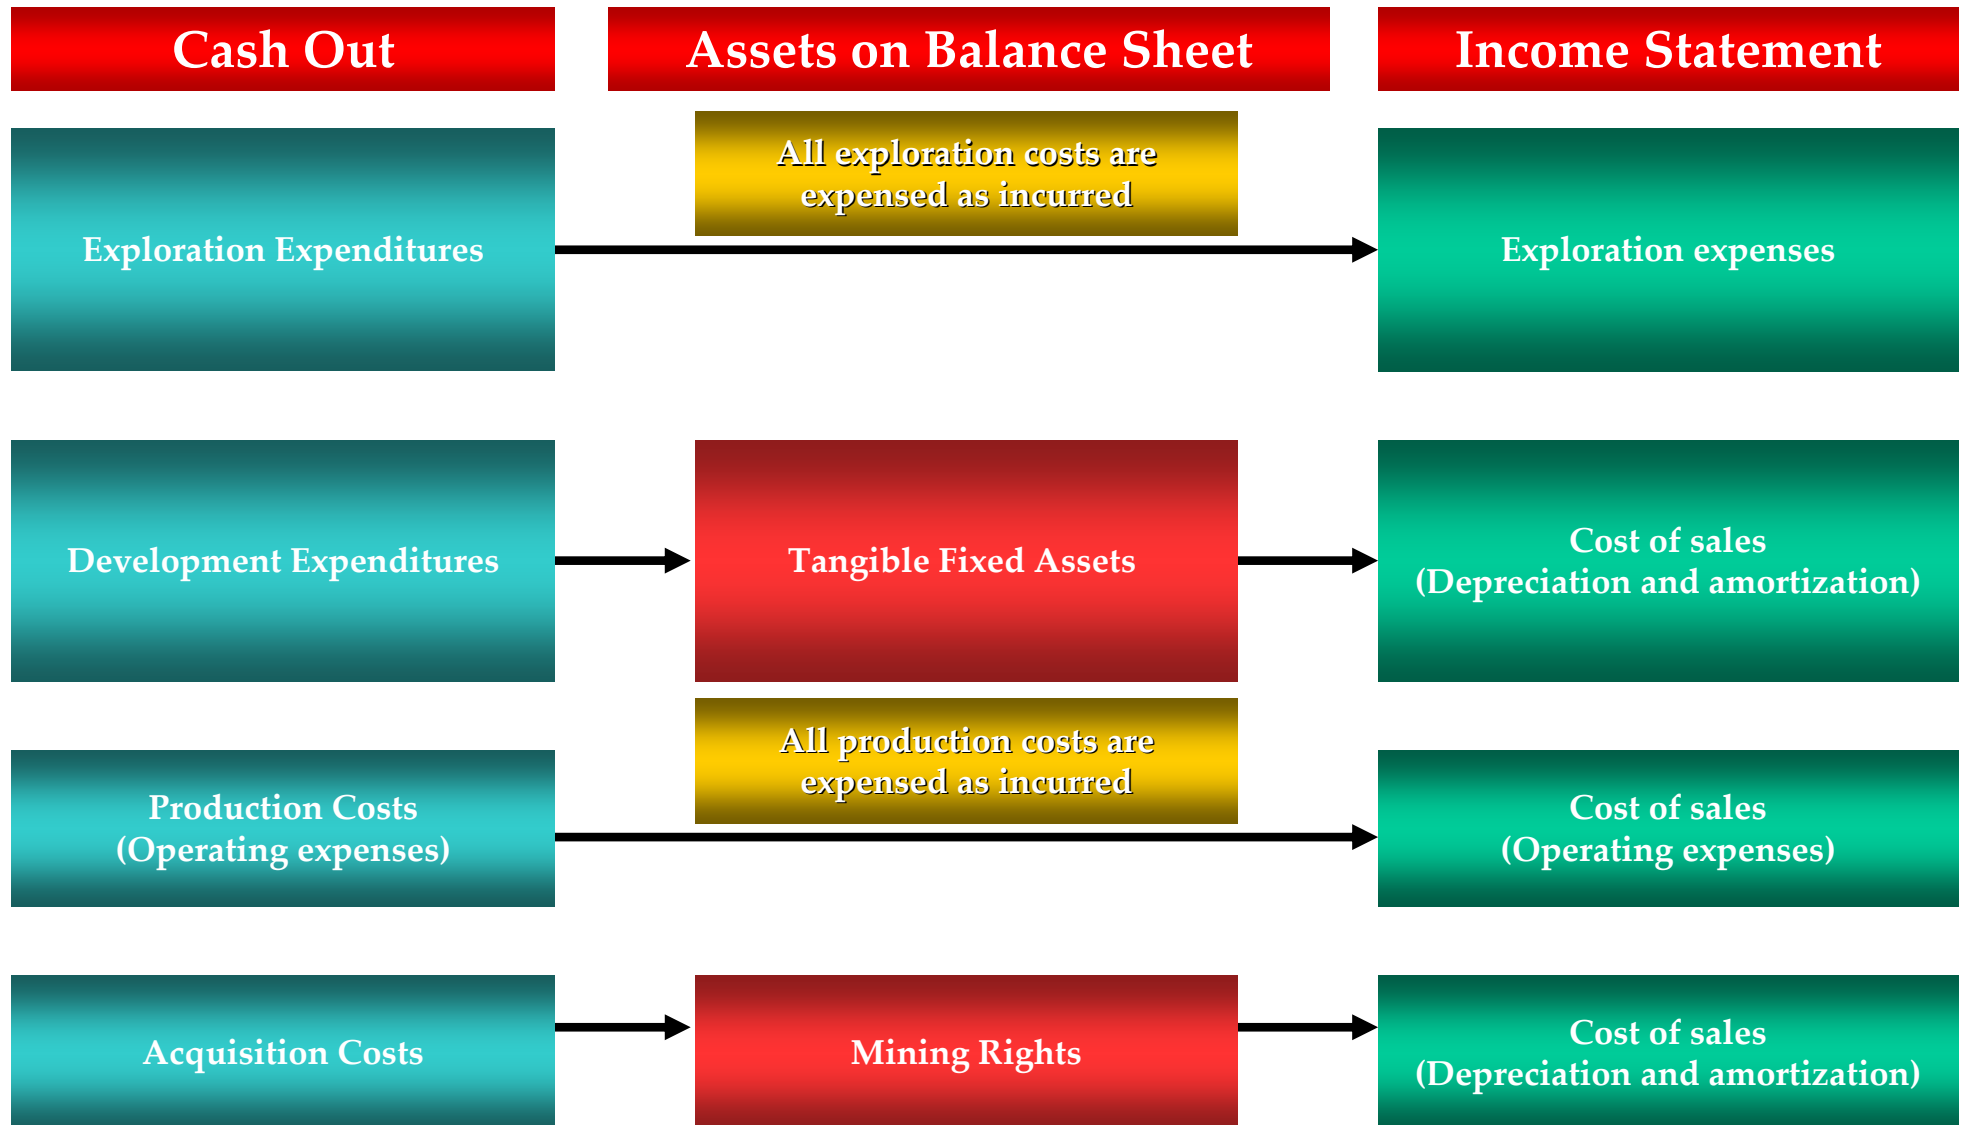 Cash Out
Assets on Balance Sheet
Income Statement
All exploration costs are
expensed as incurred
Exploration Expenditures
Exploration expenses
Development Expenditures
Tangible Fixed Assets
Cost of sales
(Depreciation and amortization)
All production costs are
expensed as incurred
Production Costs
(Operating expenses)
Cost of sales
(Operating expenses)
Acquisition Costs
Mining Rights
Cost of sales
(Depreciation and amortization)